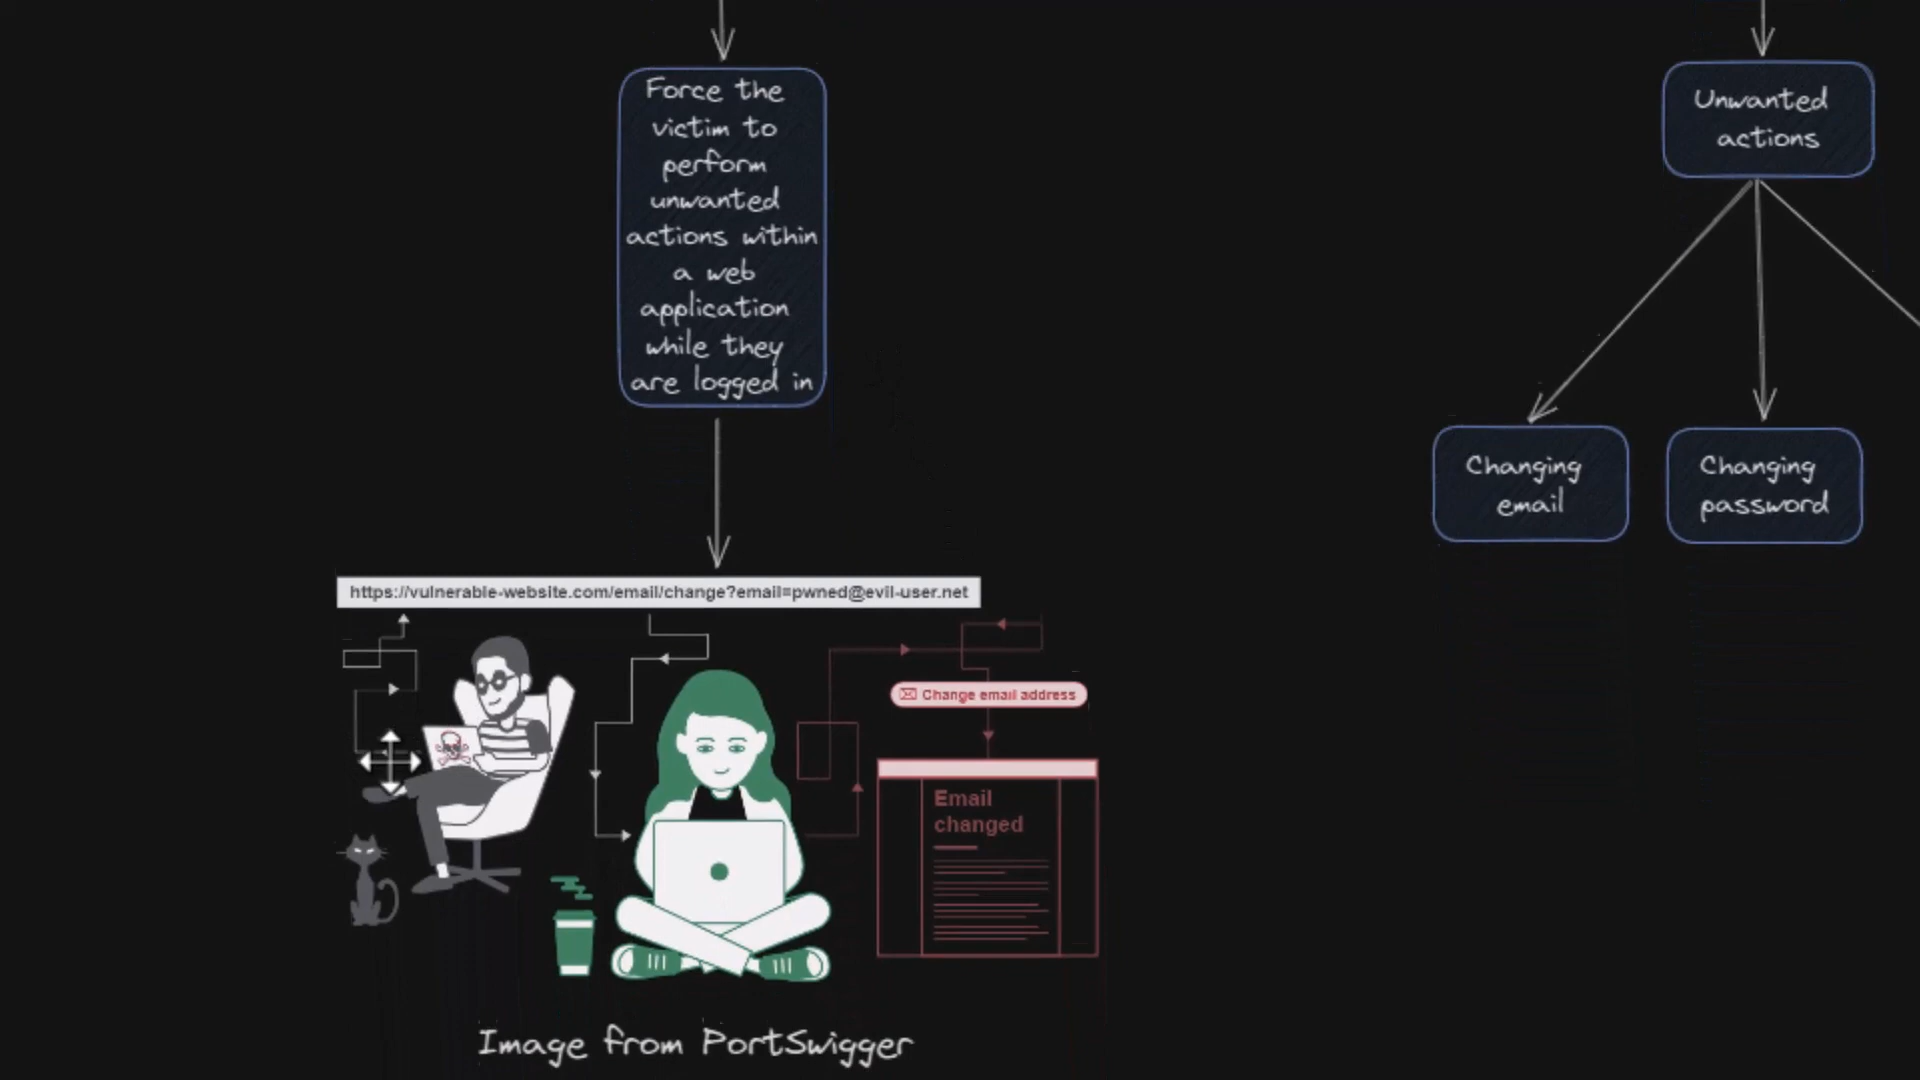 Force the
victim to
perform
unwanted
actions within
a web
application
while they
are logged in
Unwanted
actions
Changing
email
Changing
password
https://vulnerable-website.com/email/change?email=pwned@evil-user.net
Change email address
Email
changed
Image from PortSwigger